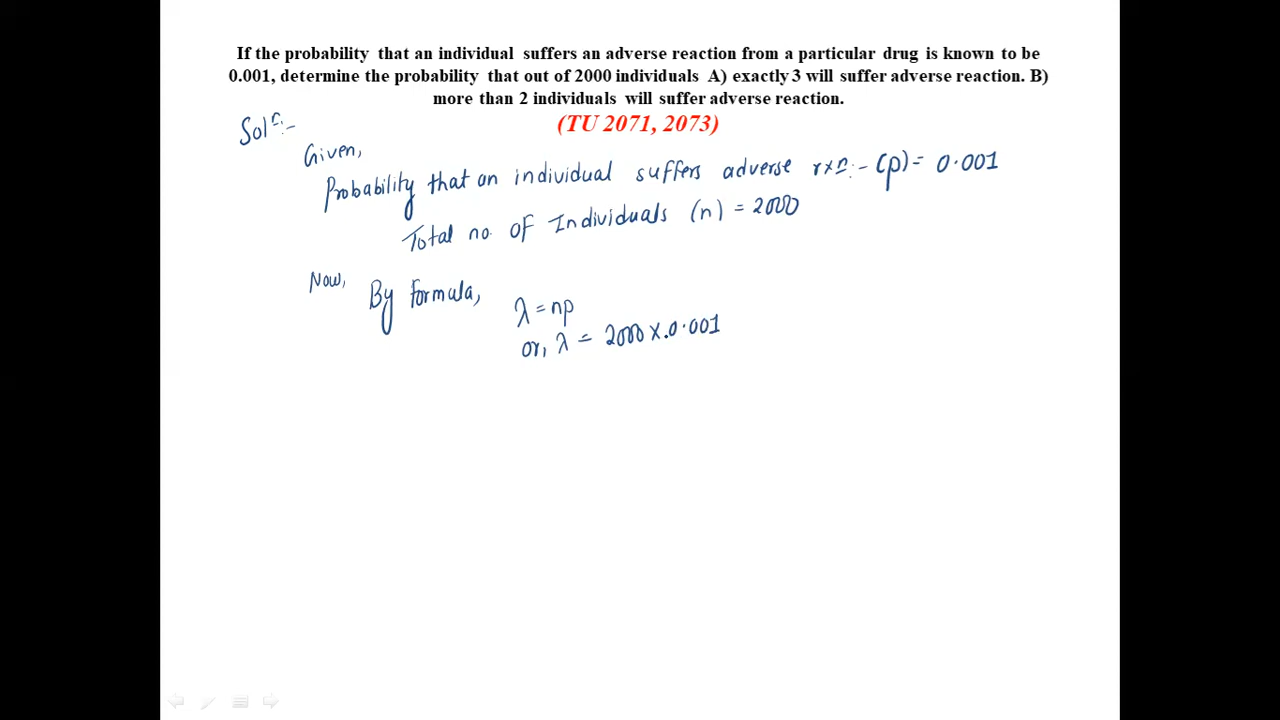 If the probability that an individual suffers an adverse reaction from a particular drug is known to be
0.001, determine the probability that out of 2000 individuals A) exactly 3 will suffer adverse reaction. B)
more than 2 individuals will suffer adverse reaction.
(TU 2071, 2073)
Solⁿ:-
Given,
Probability that an individual suffers adverse rxⁿ:- (p) = 0.001
Total no. of Individuals (n) = 2000
Now,
By formula,
λ = np
or, λ = 2000 × 0.001